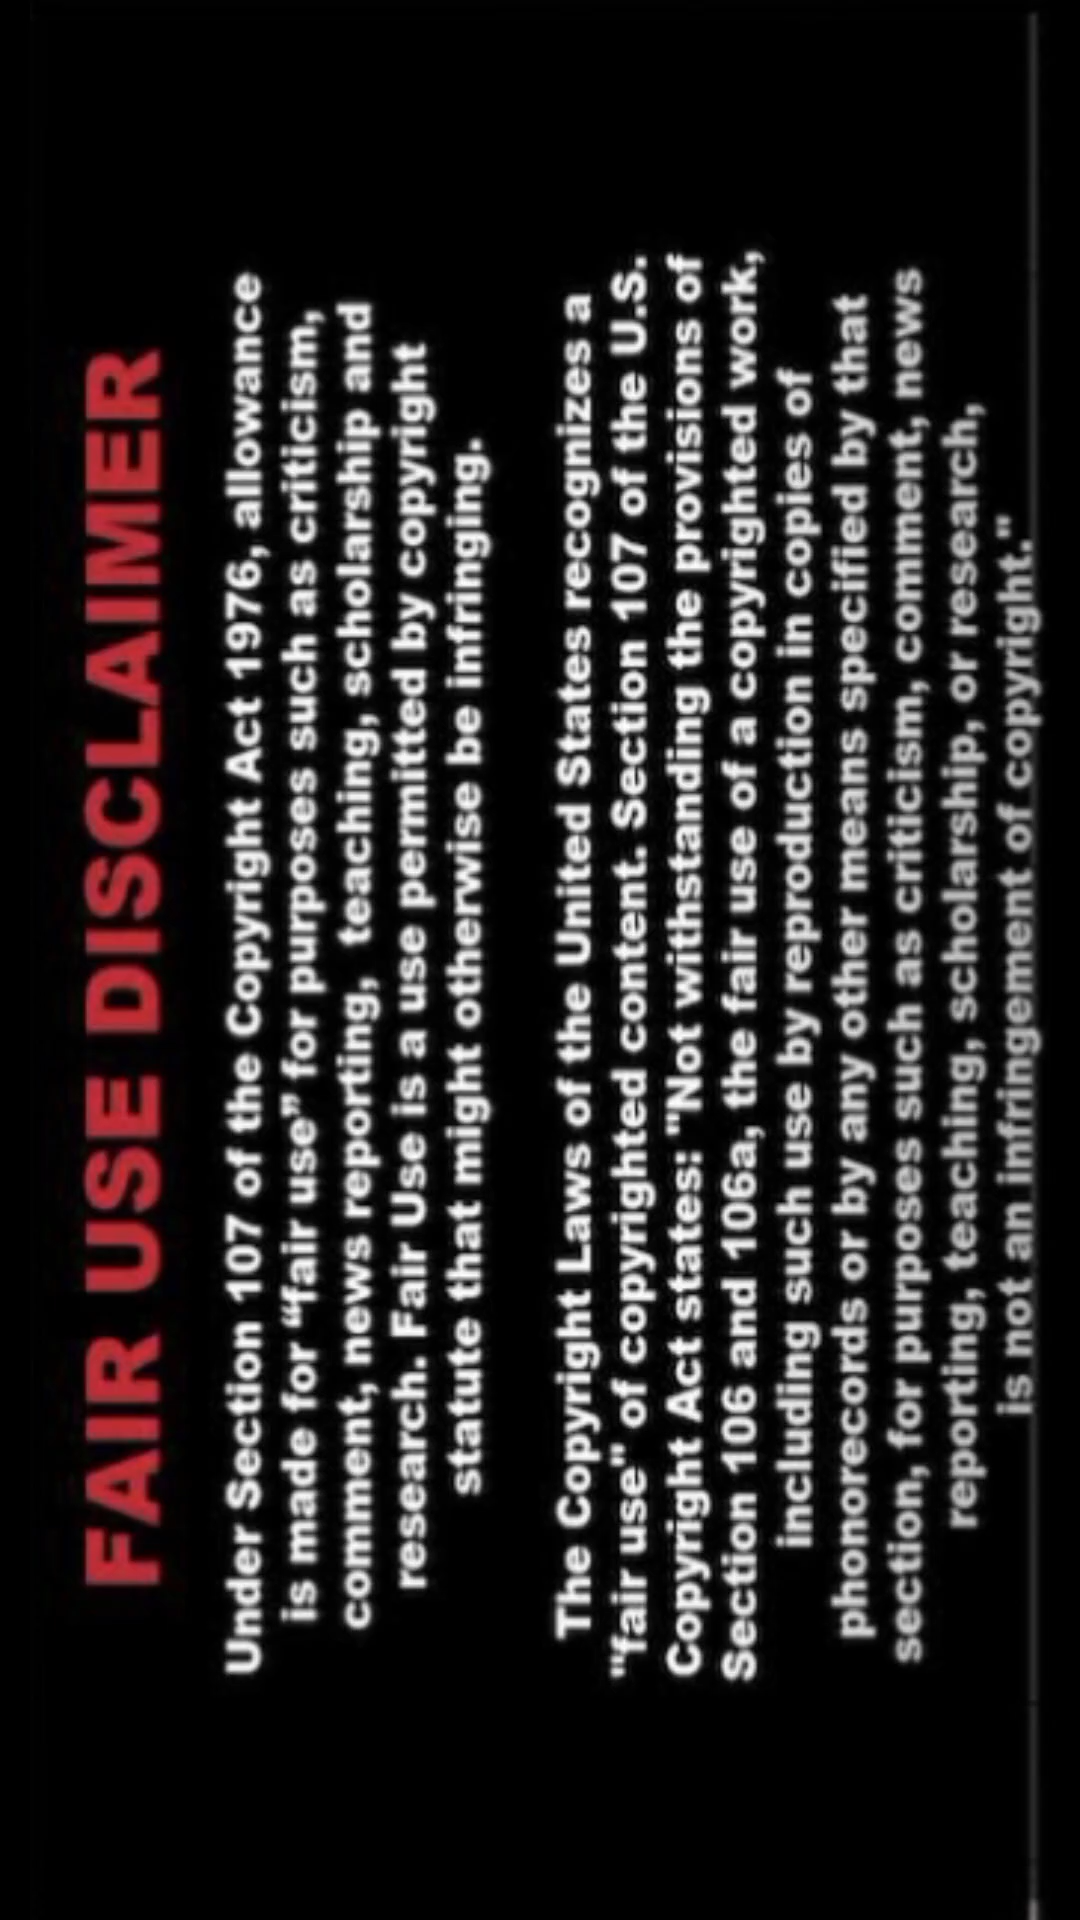 FAIR USE DISCLAIMER
Under Section 107 of the Copyright Act 1976, allowance
is made for “fair use” for purposes such as criticism,
comment, news reporting, teaching, scholarship and
research. Fair Use is a use permitted by copyright
statute that might otherwise be infringing.
The Copyright Laws of the United States recognizes a
"fair use" of copyrighted content. Section 107 of the U.S.
Copyright Act states: "Not withstanding the provisions of
Section 106 and 106a, the fair use of a copyrighted work,
including such use by reproduction in copies of
phonorecords or by any other means specified by that
section, for purposes such as criticism, comment, news
reporting, teaching, scholarship, or research,
is not an infringement of copyright."